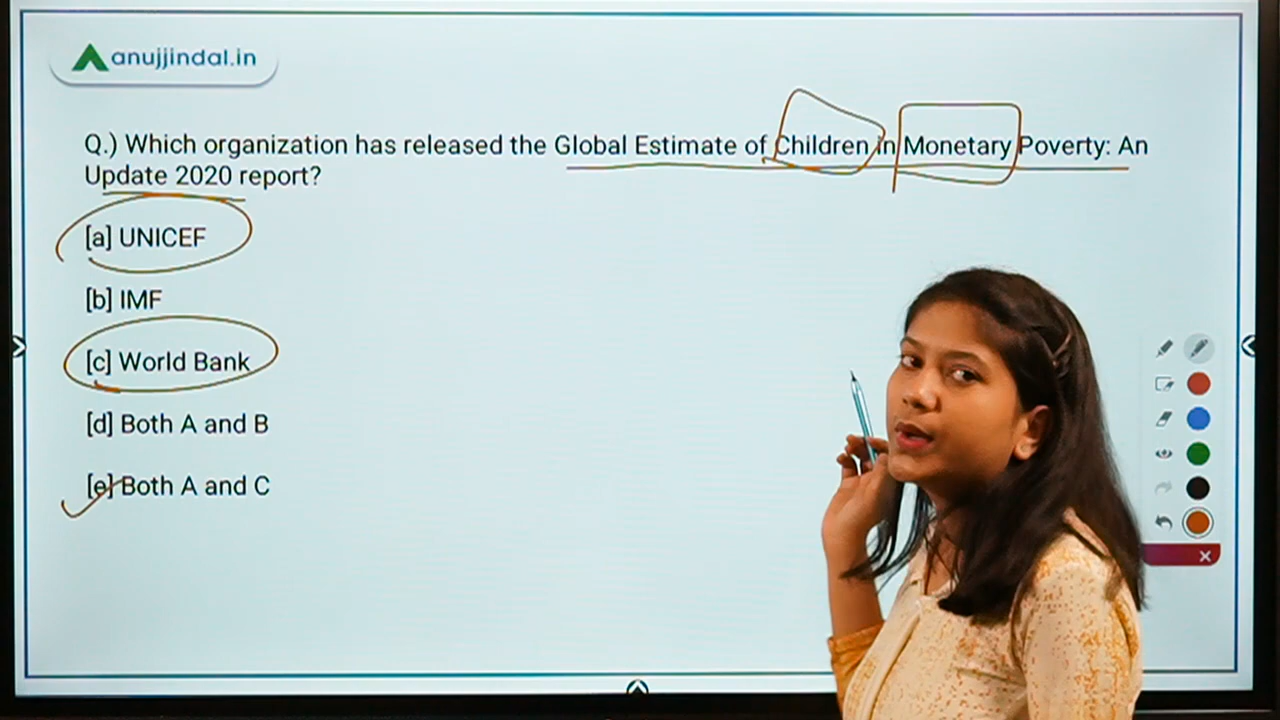 anujjindal.in
Q.) Which organization has released the Global Estimate of Children in Monetary Poverty: An
Update 2020 report?
[a] UNICEF
[b] IMF
[c] World Bank
[d] Both A and B
[e] Both A and C